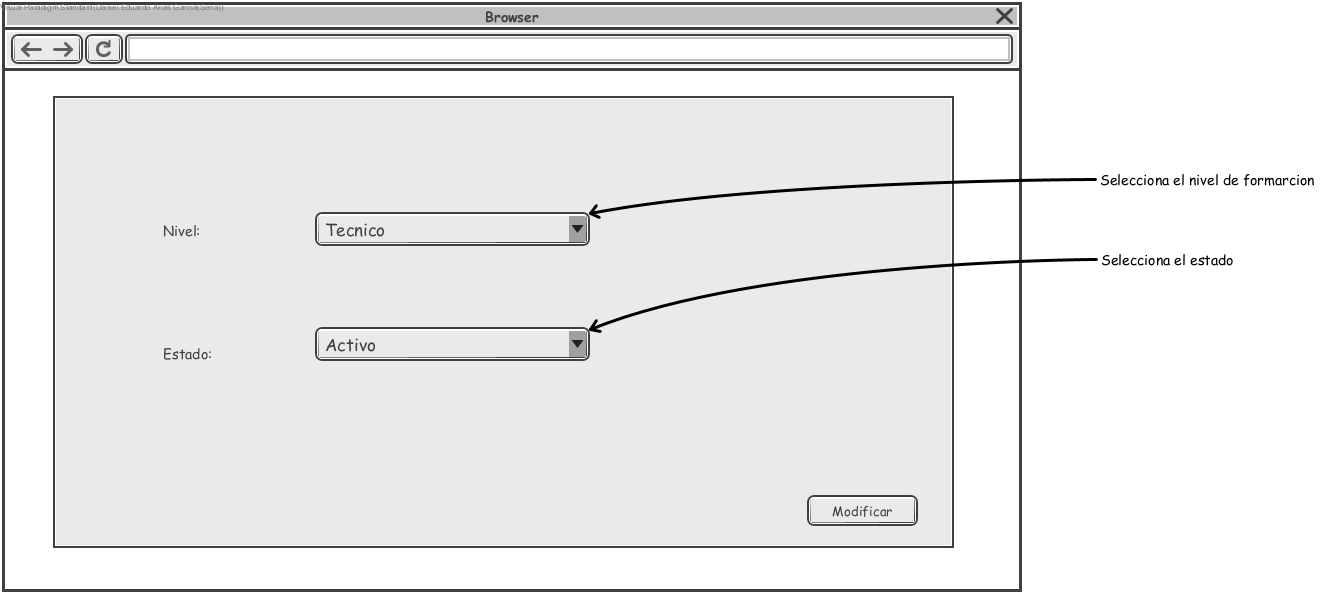 Visual Paradigm Standard(Daniel Eduardo Arias Garcia(Sena))
Browser
Selecciona el nivel de formarcion
Nivel:
Tecnico
Selecciona el estado
Estado:
Activo
Modificar